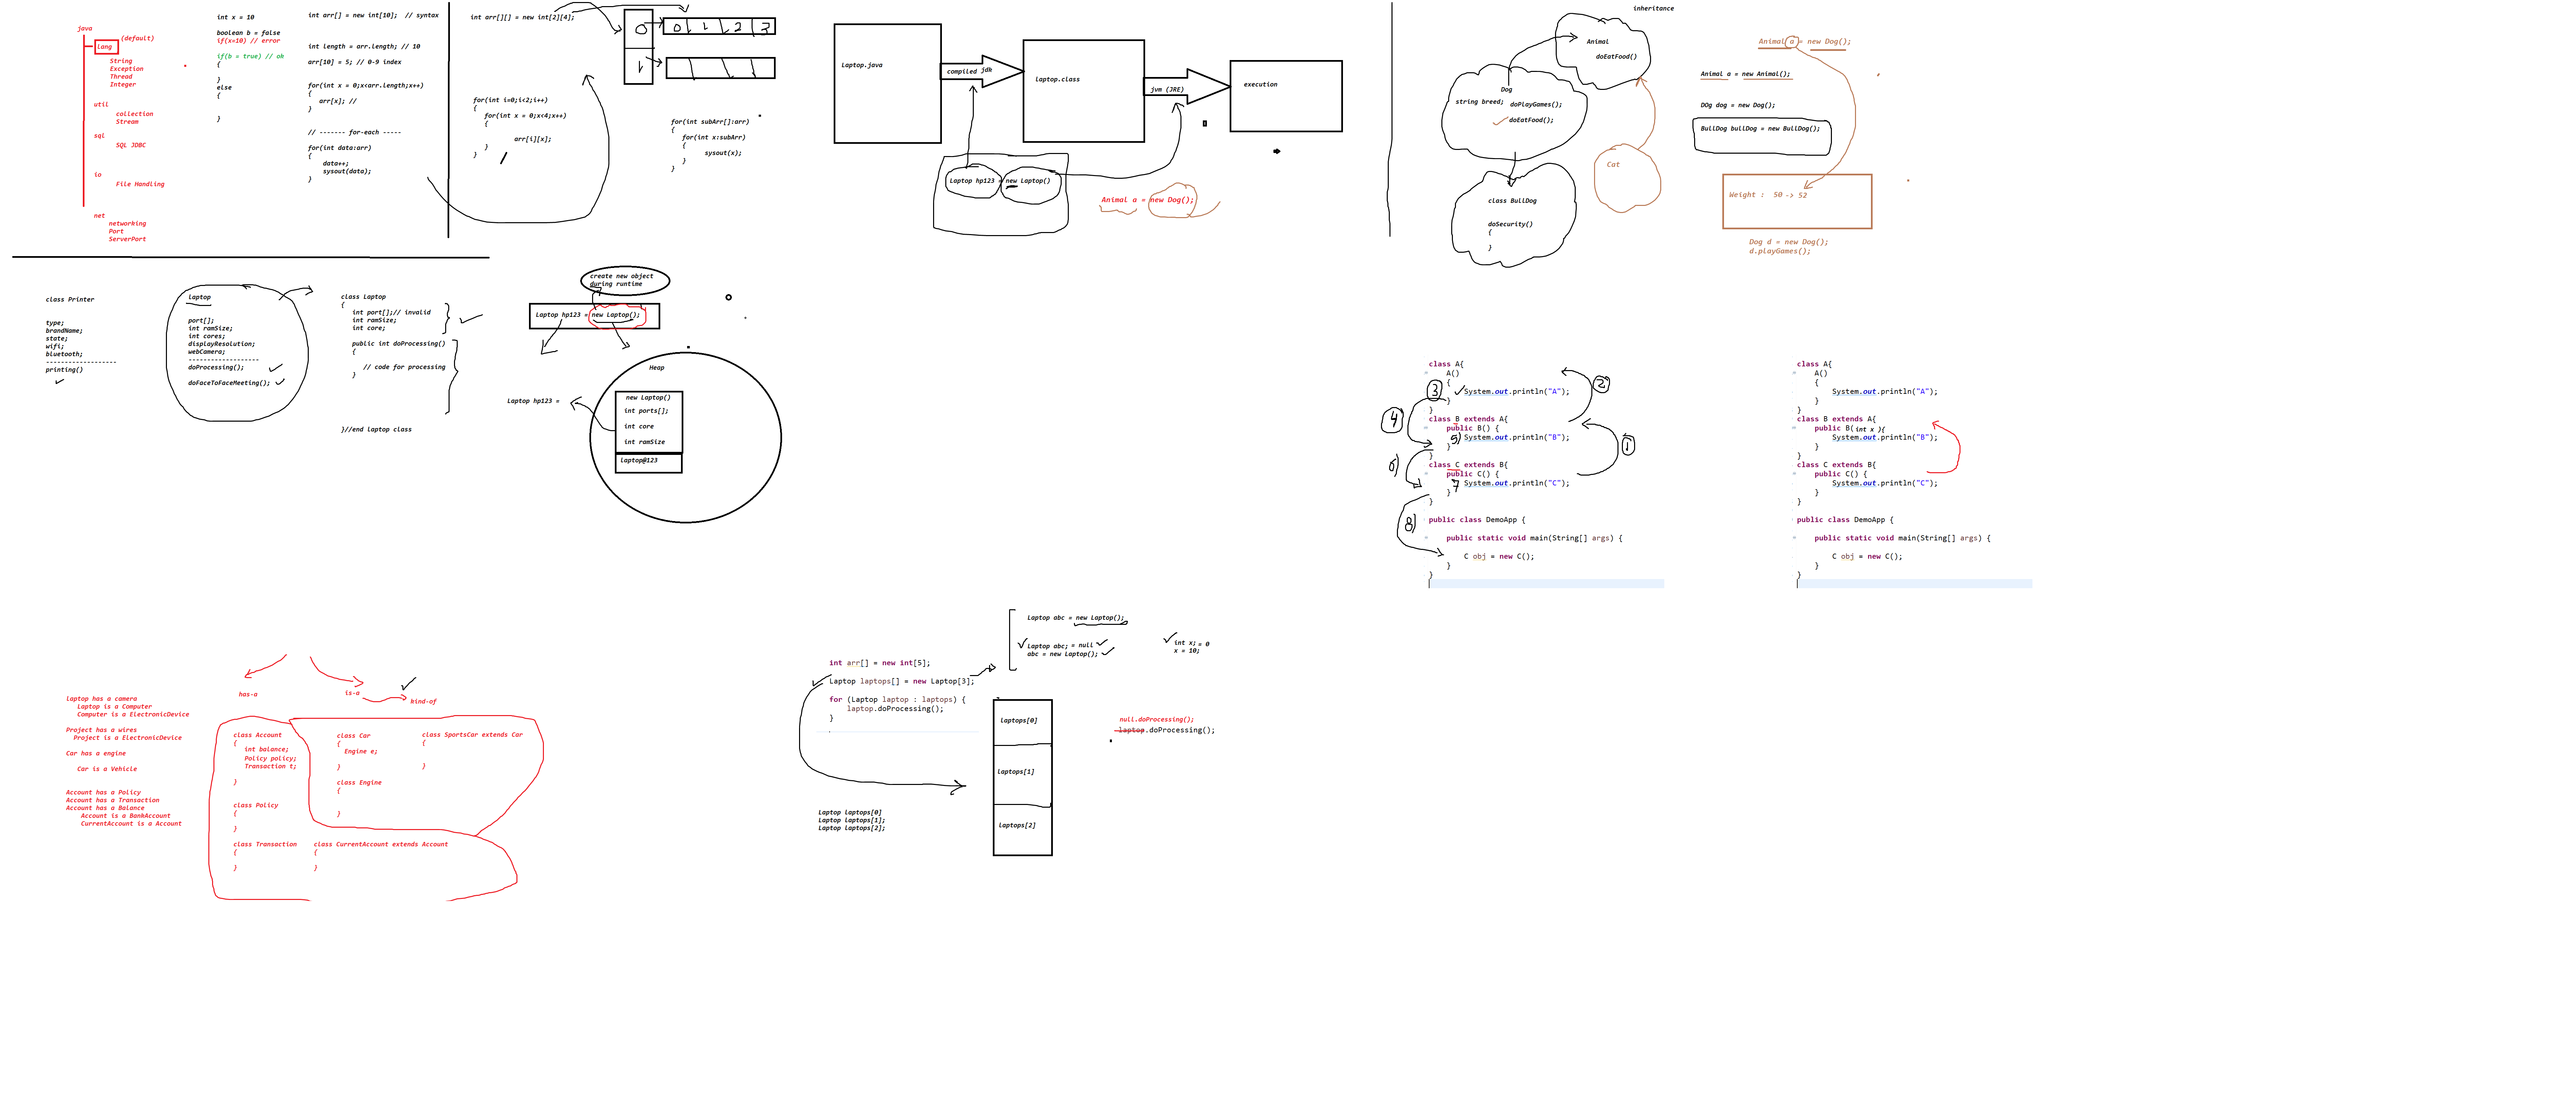 java
lang
(default)
String
Exception
Thread
Integer
util
collection
Stream
sql
SQL JDBC
io
File Handling
net
networking
Port
ServerPort
int x = 10
boolean b = false
if(x=10) // error
if(b = true) // ok
{
}
else
{
}
int arr[] = new int[10];  // syntax
int length = arr.length; // 10
arr[10] = 5; // 0-9 index
for(int x = 0;x<arr.length;x++)
{
arr[x]; //
}
// ------- for-each -----
for(int data:arr)
{
data++;
sysout(data);
}
int arr[][] = new int[2][4];
0
1
0 1 2 3
for(int i=0;i<2;i++)
{
for(int x = 0;x<4;x++)
{
arr[i][x];
}
}
for(int subArr[]:arr)
{
for(int x:subArr)
{
sysout(x);
}
}
Laptop.java
compiled jdk
laptop.class
jvm (JRE)
execution
Laptop hp123 = new Laptop()
Animal a = new Dog();
inheritance
Animal
doEatFood()
Dog
string breed; doPlayGames();
doEatFood();
Cat
class BullDog
doSecurity()
{
}
Animal a = new Dog();
Animal a = new Animal();
DOg dog = new Dog();
BullDog bullDog = new BullDog();
Weight :  50 -> 52
Dog d = new Dog();
d.playGames();
class Printer
type;
brandName;
state;
wifi;
bluetooth;
-------------------
printing()
laptop
port[];
int ramSize;
int cores;
displayResolution;
webCamera;
-------------------
doProcessing();
doFaceToFaceMeeting();
class Laptop
{
int port[];// invalid
int ramSize;
int core;
public int doProcessing()
{
// code for processing
}
}//end laptop class
create new object
during runtime
Laptop hp123 = new Laptop();
Heap
Laptop hp123 =
new Laptop()
int ports[];
int core
int ramSize
laptop@123
class A{
A()
{
3 System.out.println("A");
2
}
}
4
class B extends A{
public B() {
5) System.out.println("B");
1
}
}
6)
class C extends B{
public C() {
7 System.out.println("C");
}
}
8)
public class DemoApp {
public static void main(String[] args) {
C obj = new C();
}
}
class A{
A()
{
System.out.println("A");
}
}
class B extends A{
public B(int x ){
System.out.println("B");
}
}
class C extends B{
public C() {
System.out.println("C");
}
}
public class DemoApp {
public static void main(String[] args) {
C obj = new C();
}
}
has-a
is-a
kind-of
laptop has a camera
Laptop is a Computer
Computer is a ElectronicDevice
Project has a wires
Project is a ElectronicDevice
Car has a engine
Car is a Vehicle
Account has a Policy
Account has a Transaction
Account has a Balance
Account is a BankAccount
CurrentAccount is a Account
class Account
{
int balance;
Policy policy;
Transaction t;
}
class Policy
{
}
class Transaction
{
}
class Car
{
Engine e;
}
class Engine
{
}
class SportsCar extends Car
{
}
class CurrentAccount extends Account
{
}
Laptop abc = new Laptop();
Laptop abc; = null
abc = new Laptop();
int x; = 0
x = 10;
int arr[] = new int[5];
Laptop laptops[] = new Laptop[3];
for (Laptop laptop : laptops) {
laptop.doProcessing();
}
laptops[0]
laptops[1]
laptops[2]
null.doProcessing();
laptop.doProcessing();
Laptop laptops[0]
Laptop laptops[1];
Laptop laptops[2];